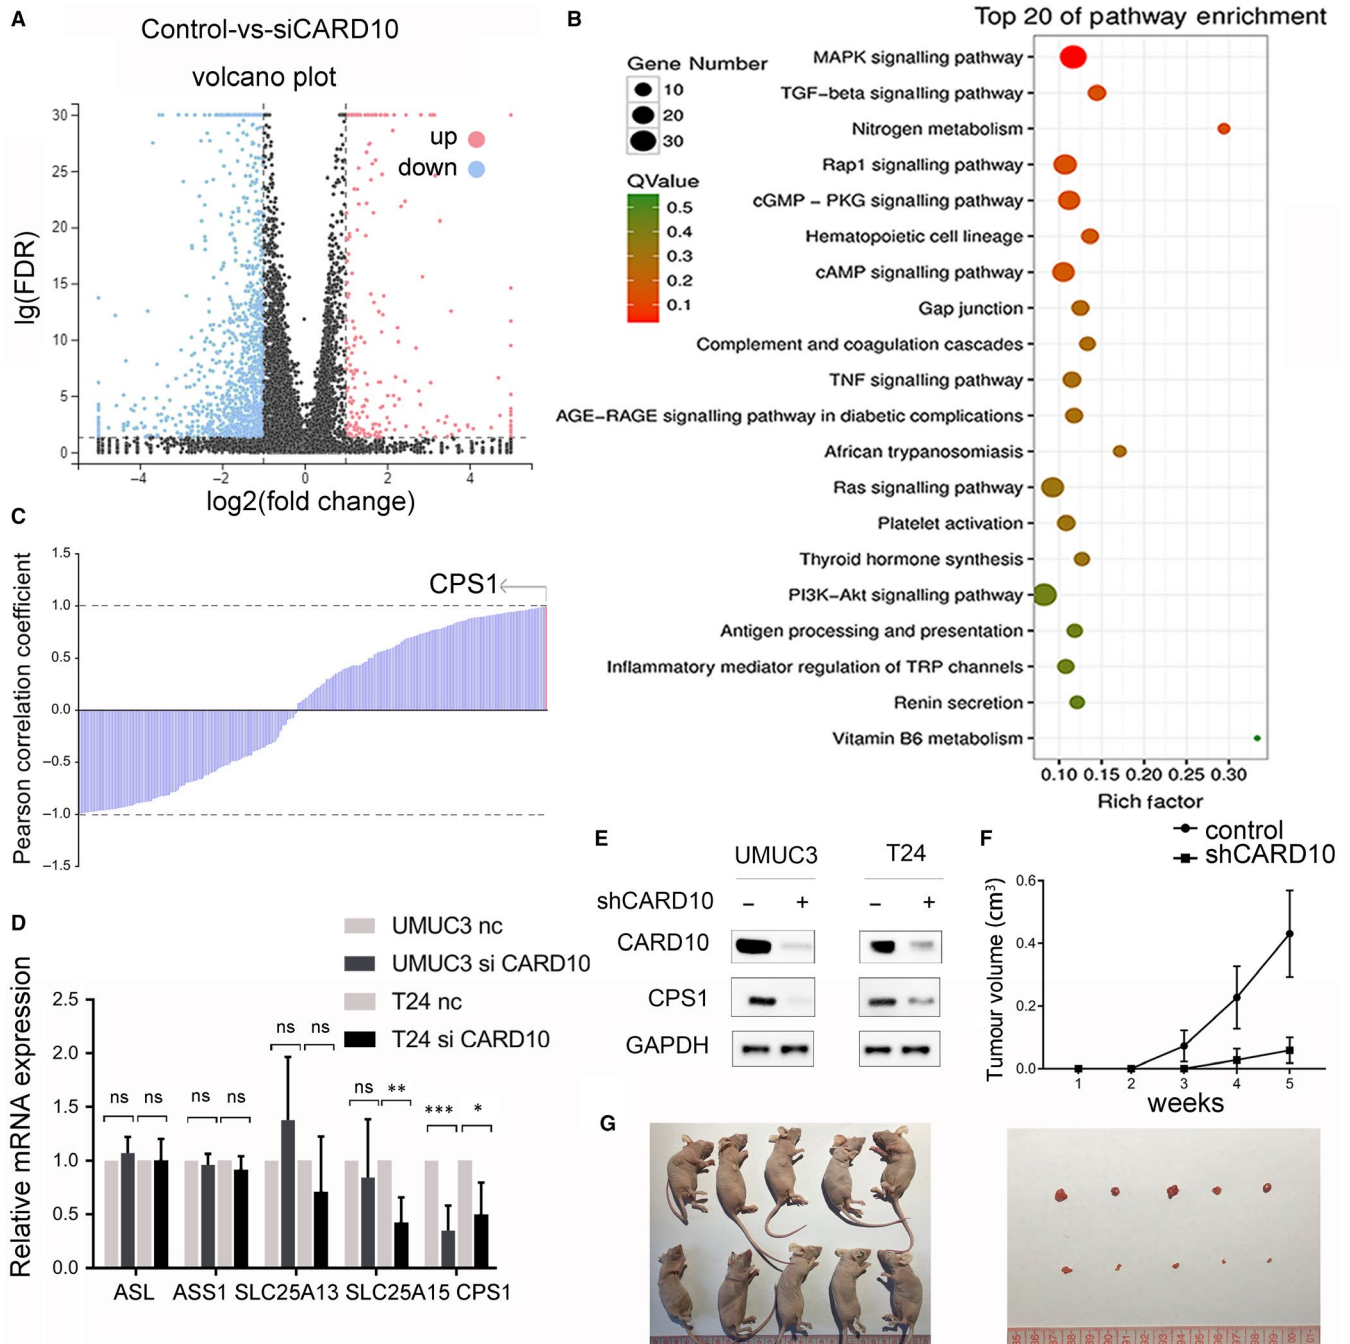 A
Control-vs-siCARD10
volcano plot
30
25
20
15
10
5
0
lg(FDR)
up
down
−4
−2
0
2
4
log2(fold change)
B
Top 20 of pathway enrichment
Gene Number
10
20
30
QValue
0.5
0.4
0.3
0.2
0.1
MAPK signalling pathway
TGF−beta signalling pathway
Nitrogen metabolism
Rap1 signalling pathway
cGMP − PKG signalling pathway
Hematopoietic cell lineage
cAMP signalling pathway
Gap junction
Complement and coagulation cascades
TNF signalling pathway
AGE−RAGE signalling pathway in diabetic complications
African trypanosomiasis
Ras signalling pathway
Platelet activation
Thyroid hormone synthesis
PI3K−Akt signalling pathway
Antigen processing and presentation
Inflammatory mediator regulation of TRP channels
Renin secretion
Vitamin B6 metabolism
0.10 0.15 0.20 0.25 0.30
Rich factor
C
Pearson correlation coefficient
1.5
1.0
0.5
0.0
−0.5
−1.0
−1.5
CPS1
D
UMUC3 nc
UMUC3 si CARD10
T24 nc
T24 si CARD10
Relative mRNA expression
2.5
2.0
1.5
1.0
0.5
0.0
ns ns
ns ns
ns ns
ns **
*** *
ASL ASS1 SLC25A13 SLC25A15 CPS1
E
UMUC3 T24
shCARD10 − + − +
CARD10
CPS1
GAPDH
F
control
shCARD10
Tumour volume (cm³)
0.6
0.4
0.2
0.0
1 2 3 4 5
weeks
G